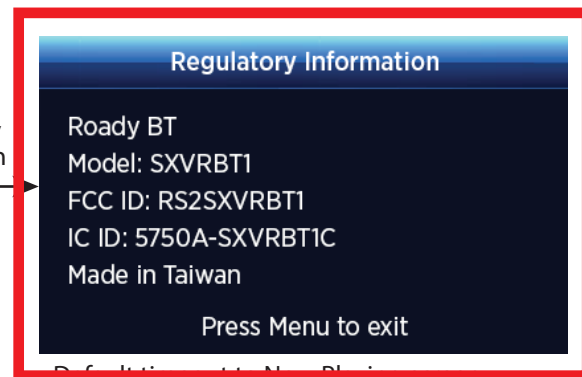 Regulatory Information
Roady BT
Model: SXVRBT1
FCC ID: RS2SXVRBT1
IC ID: 5750A-SXVRBT1C
Made in Taiwan
Press Menu to exit